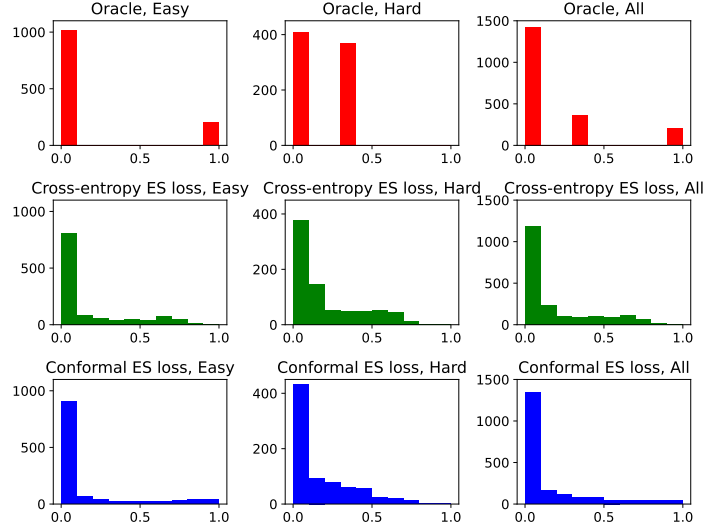 Oracle, Easy
Oracle, Hard
Oracle, All
1000
500
0
0.0 0.5 1.0
400
200
0
0.0 0.5 1.0
1500
1000
500
0
0.0 0.5 1.0
Cross-entropy ES loss, Easy
Cross-entropy ES loss, Hard
Cross-entropy ES loss, All
1000
500
0
0.0 0.5 1.0
400
200
0
0.0 0.5 1.0
1500
1000
500
0
0.0 0.5 1.0
Conformal ES loss, Easy
Conformal ES loss, Hard
Conformal ES loss, All
1000
500
0
0.0 0.5 1.0
400
200
0
0.0 0.5 1.0
1500
1000
500
0
0.0 0.5 1.0